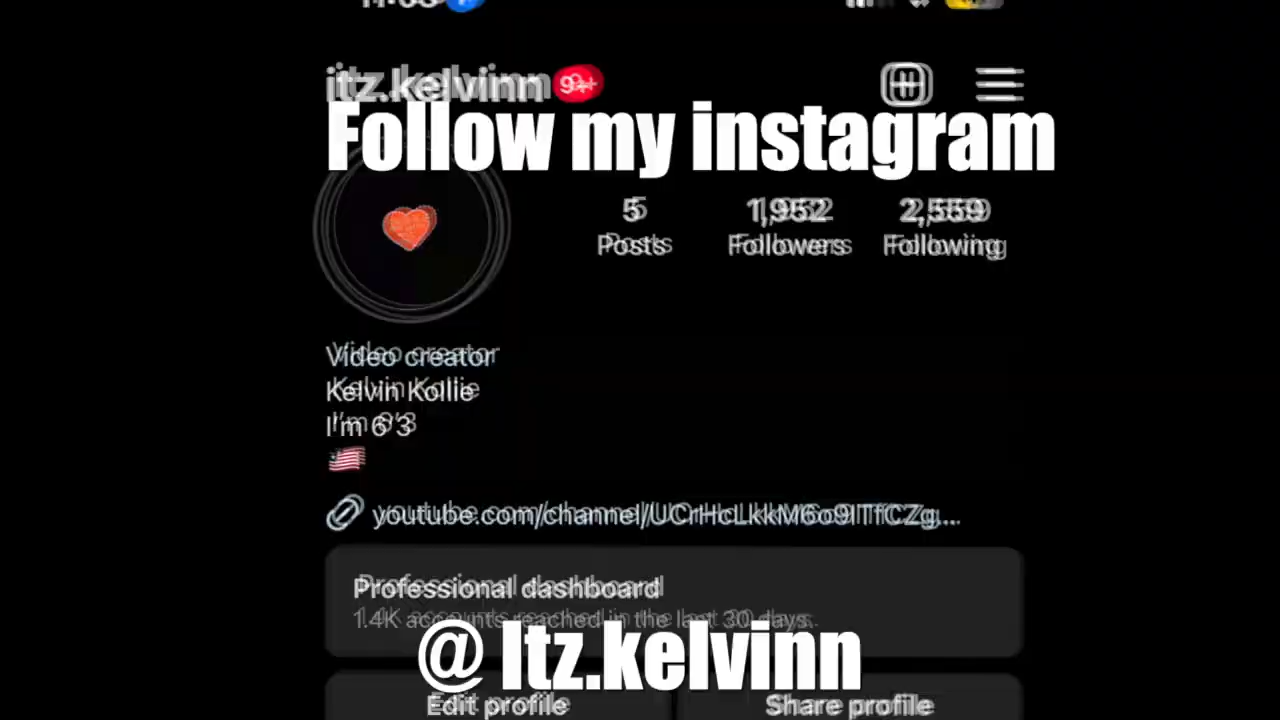 itz.kelvinn 9+
Follow my instagram
5 1,952 2,559
Posts Followers Following
Video creator
Kelvin Kollie
I'm 6'3
youtube.com/channel/UCrHcLkkM6o9ITfCZg...
Professional dashboard
1.4K accounts reached in the last 30 days.
@ Itz.kelvinn
Edit profile Share profile